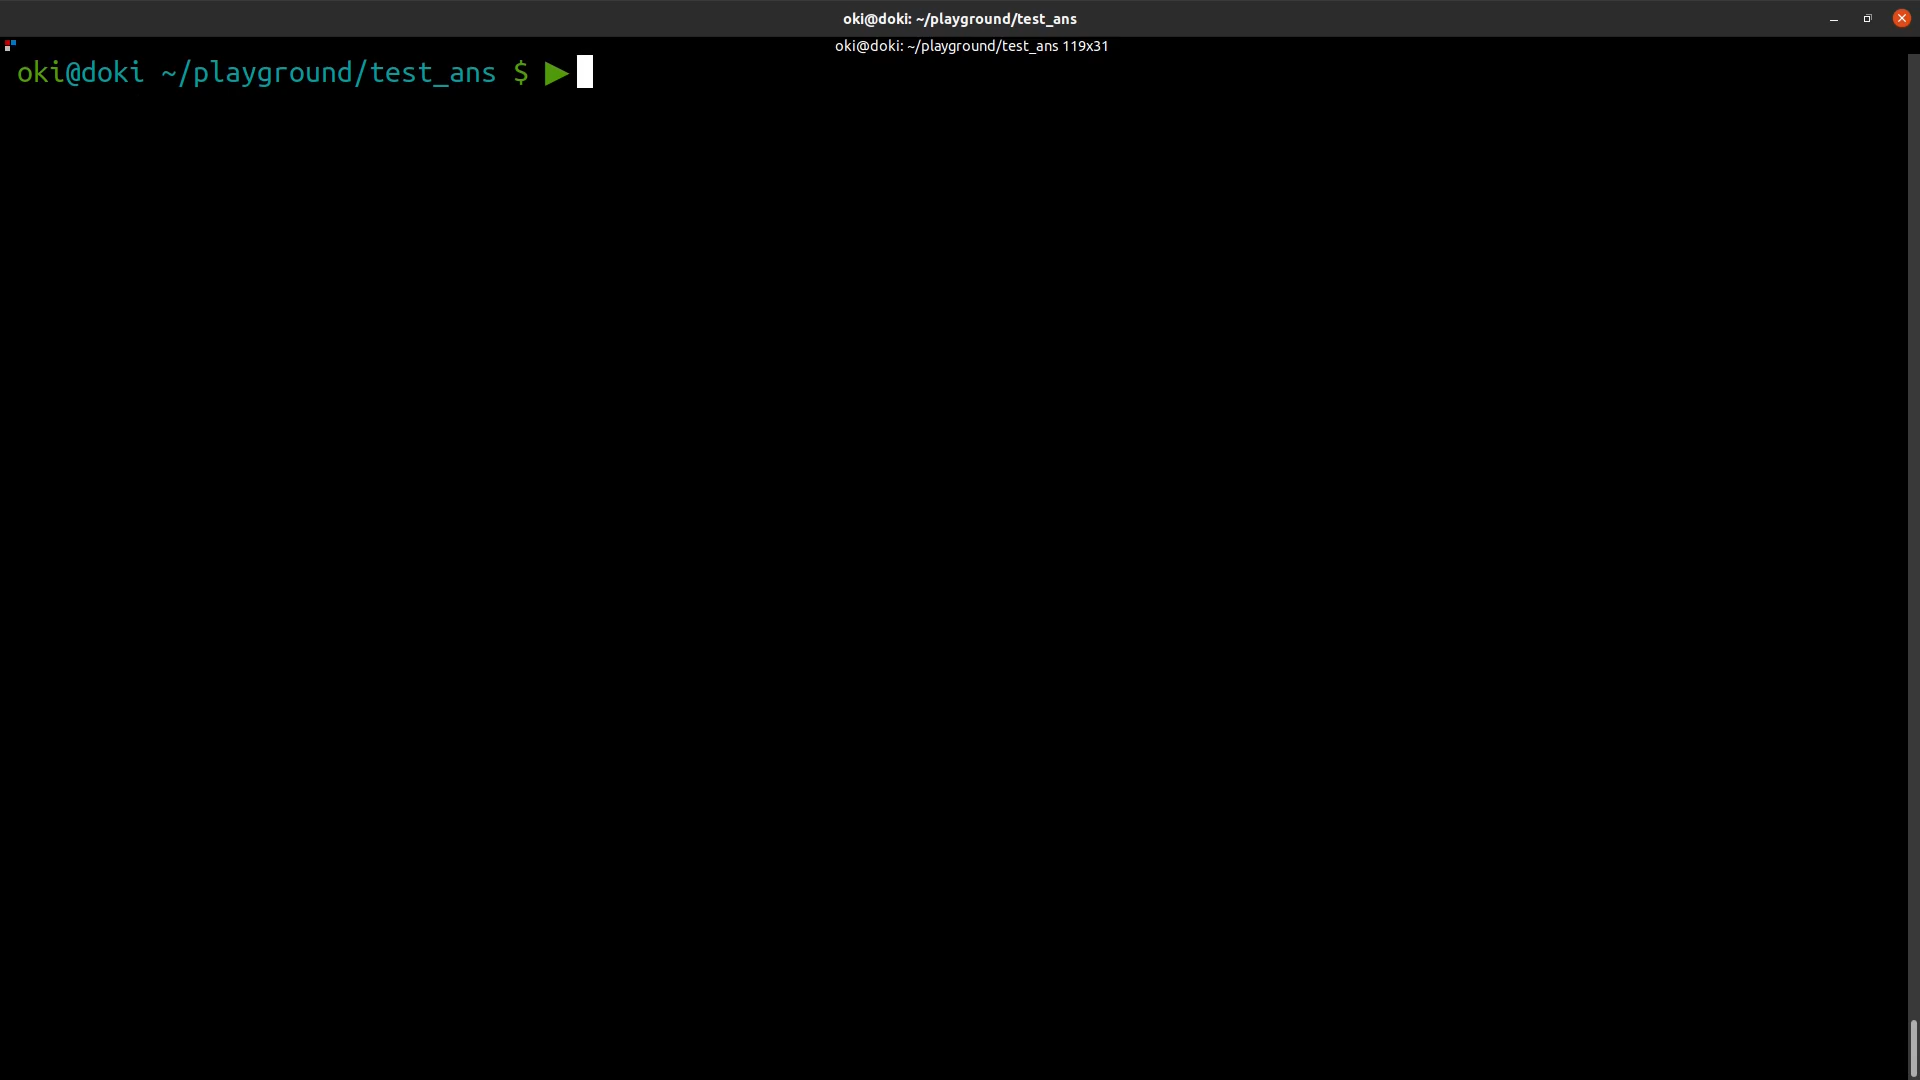 oki@doki: ~/playground/test_ans
oki@doki: ~/playground/test_ans 119x31
oki@doki ~/playground/test_ans $ ▶